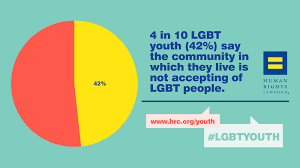 4 in 10 LGBT
youth (42%) say
the community in
which they live is
not accepting of
LGBT people.
42%
HUMAN
RIGHTS
CAMPAIGN
www.hrc.org/youth
#LGBTYOUTH